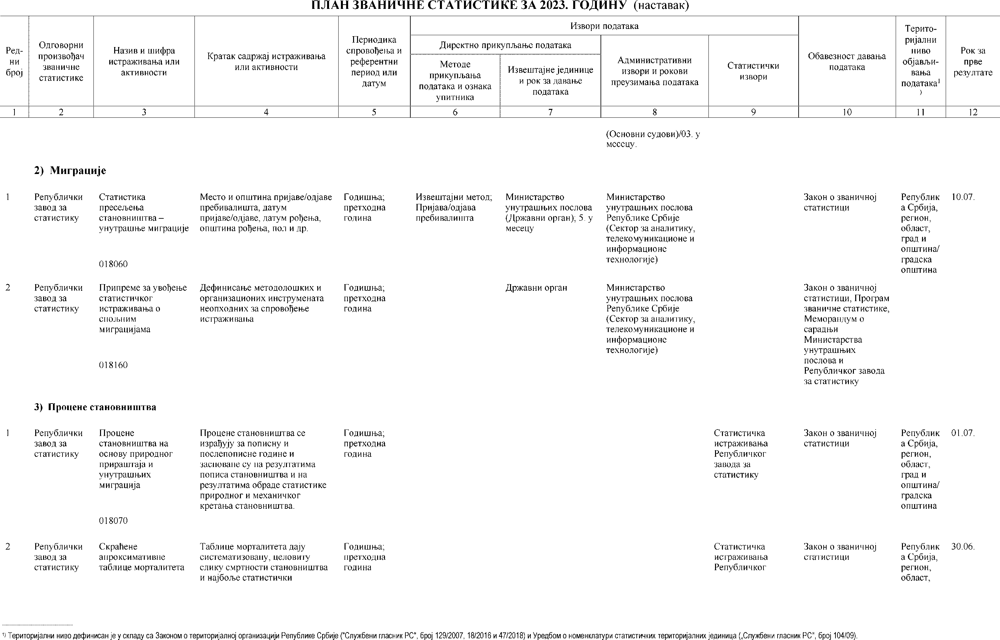 ПЛАН ЗВАНИЧНЕ СТАТИСТИКЕ ЗА 2023. ГОДИНУ (наставак)
Ред-
ни
број
Одговорни
произвођач
званичне
статистике
Назив и шифра
истраживања или
активности
Кратак садржај истраживања
или активности
Периодика
спровођења и
референтни
период или
датум
Извори података
Директно прикупљање података
Методе
прикупљања
података и ознака
упитника
Извештајне јединице
и рок за давање
података
Административни
извори и рокови
преузимања података
Статистички
извори
Обавезност давања
података
Терито-
ријални
ниво
објављи-
вања
података1
)
Рок за
прве
резултате
1 2 3 4 5 6 7 8 9 10 11 12
(Основни судови)/03. у
месецу.
2) Миграције
1
Републички
завод за
статистику
Статистика
пресељења
становништва –
унутрашње миграције
018060
Место и општина пријаве/одјаве
пребивалишта, датум
пријаве/одјаве, датум рођења,
општина рођења, пол и др.
Годишња;
претходна
година
Извештајни метод;
Пријава/одјава
пребивалишта
Министарство
унутрашњих послова
(Државни орган); 5. у
месецу
Министарство
унутрашњих послова
Републике Србије
(Сектор за аналитику,
телекомуникационе и
информационе
технологије)
Закон о званичној
статистици
Републик
а Србија,
регион,
област,
град и
општина/
градска
општина
10.07.
2
Републички
завод за
статистику
Припреме за увођење
статистичког
истраживања о
спољним
миграцијама
018160
Дефинисање методолошких и
организационих инструмената
неопходних за спровођење
истраживања
Годишња;
претходна
година
Државни орган
Министарство
унутрашњих послова
Републике Србије
(Сектор за аналитику,
телекомуникационе и
информационе
технологије)
Закон о званичној
статистици, Програм
званичне статистике,
Меморандум о
сарадњи
Министарства
унутрашњих
послова и
Републичког завода
за статистику
3) Процене становништва
1
Републички
завод за
статистику
Процене
становништва на
основу природног
прираштаја и
унутрашњих
миграција
018070
Процене становништва се
израђују за пописну и
послепописне године и
засноване су на резултатима
пописа становништва и на
резултатима обраде статистике
природног и механичког
кретања становништва.
Годишња;
претходна
година
Статистичка
истраживања
Републичког
завода за
статистику
Закон о званичној
статистици
Републик
а Србија,
регион,
област,
град и
општина/
градска
општина
01.07.
2
Републички
завод за
статистику
Скраћене
апроксимативне
таблице морталитета
Таблице морталитета дају
систематизовану, целовиту
слику смртности становништва
и најбоље статистички
Годишња;
претходна
година
Статистичка
истраживања
Републичког
Закон о званичној
статистици
Републик
а Србија,
регион,
област,
30.06.
1) Територијални ниво дефинисан је у складу са Законом о територијалној организацији Републике Србије ("Службени гласник РС", број 129/2007, 18/2016 и 47/2018) и Уредбом о номенклатури статистичких територијалних јединица („Службени гласник РС", број 104/09).